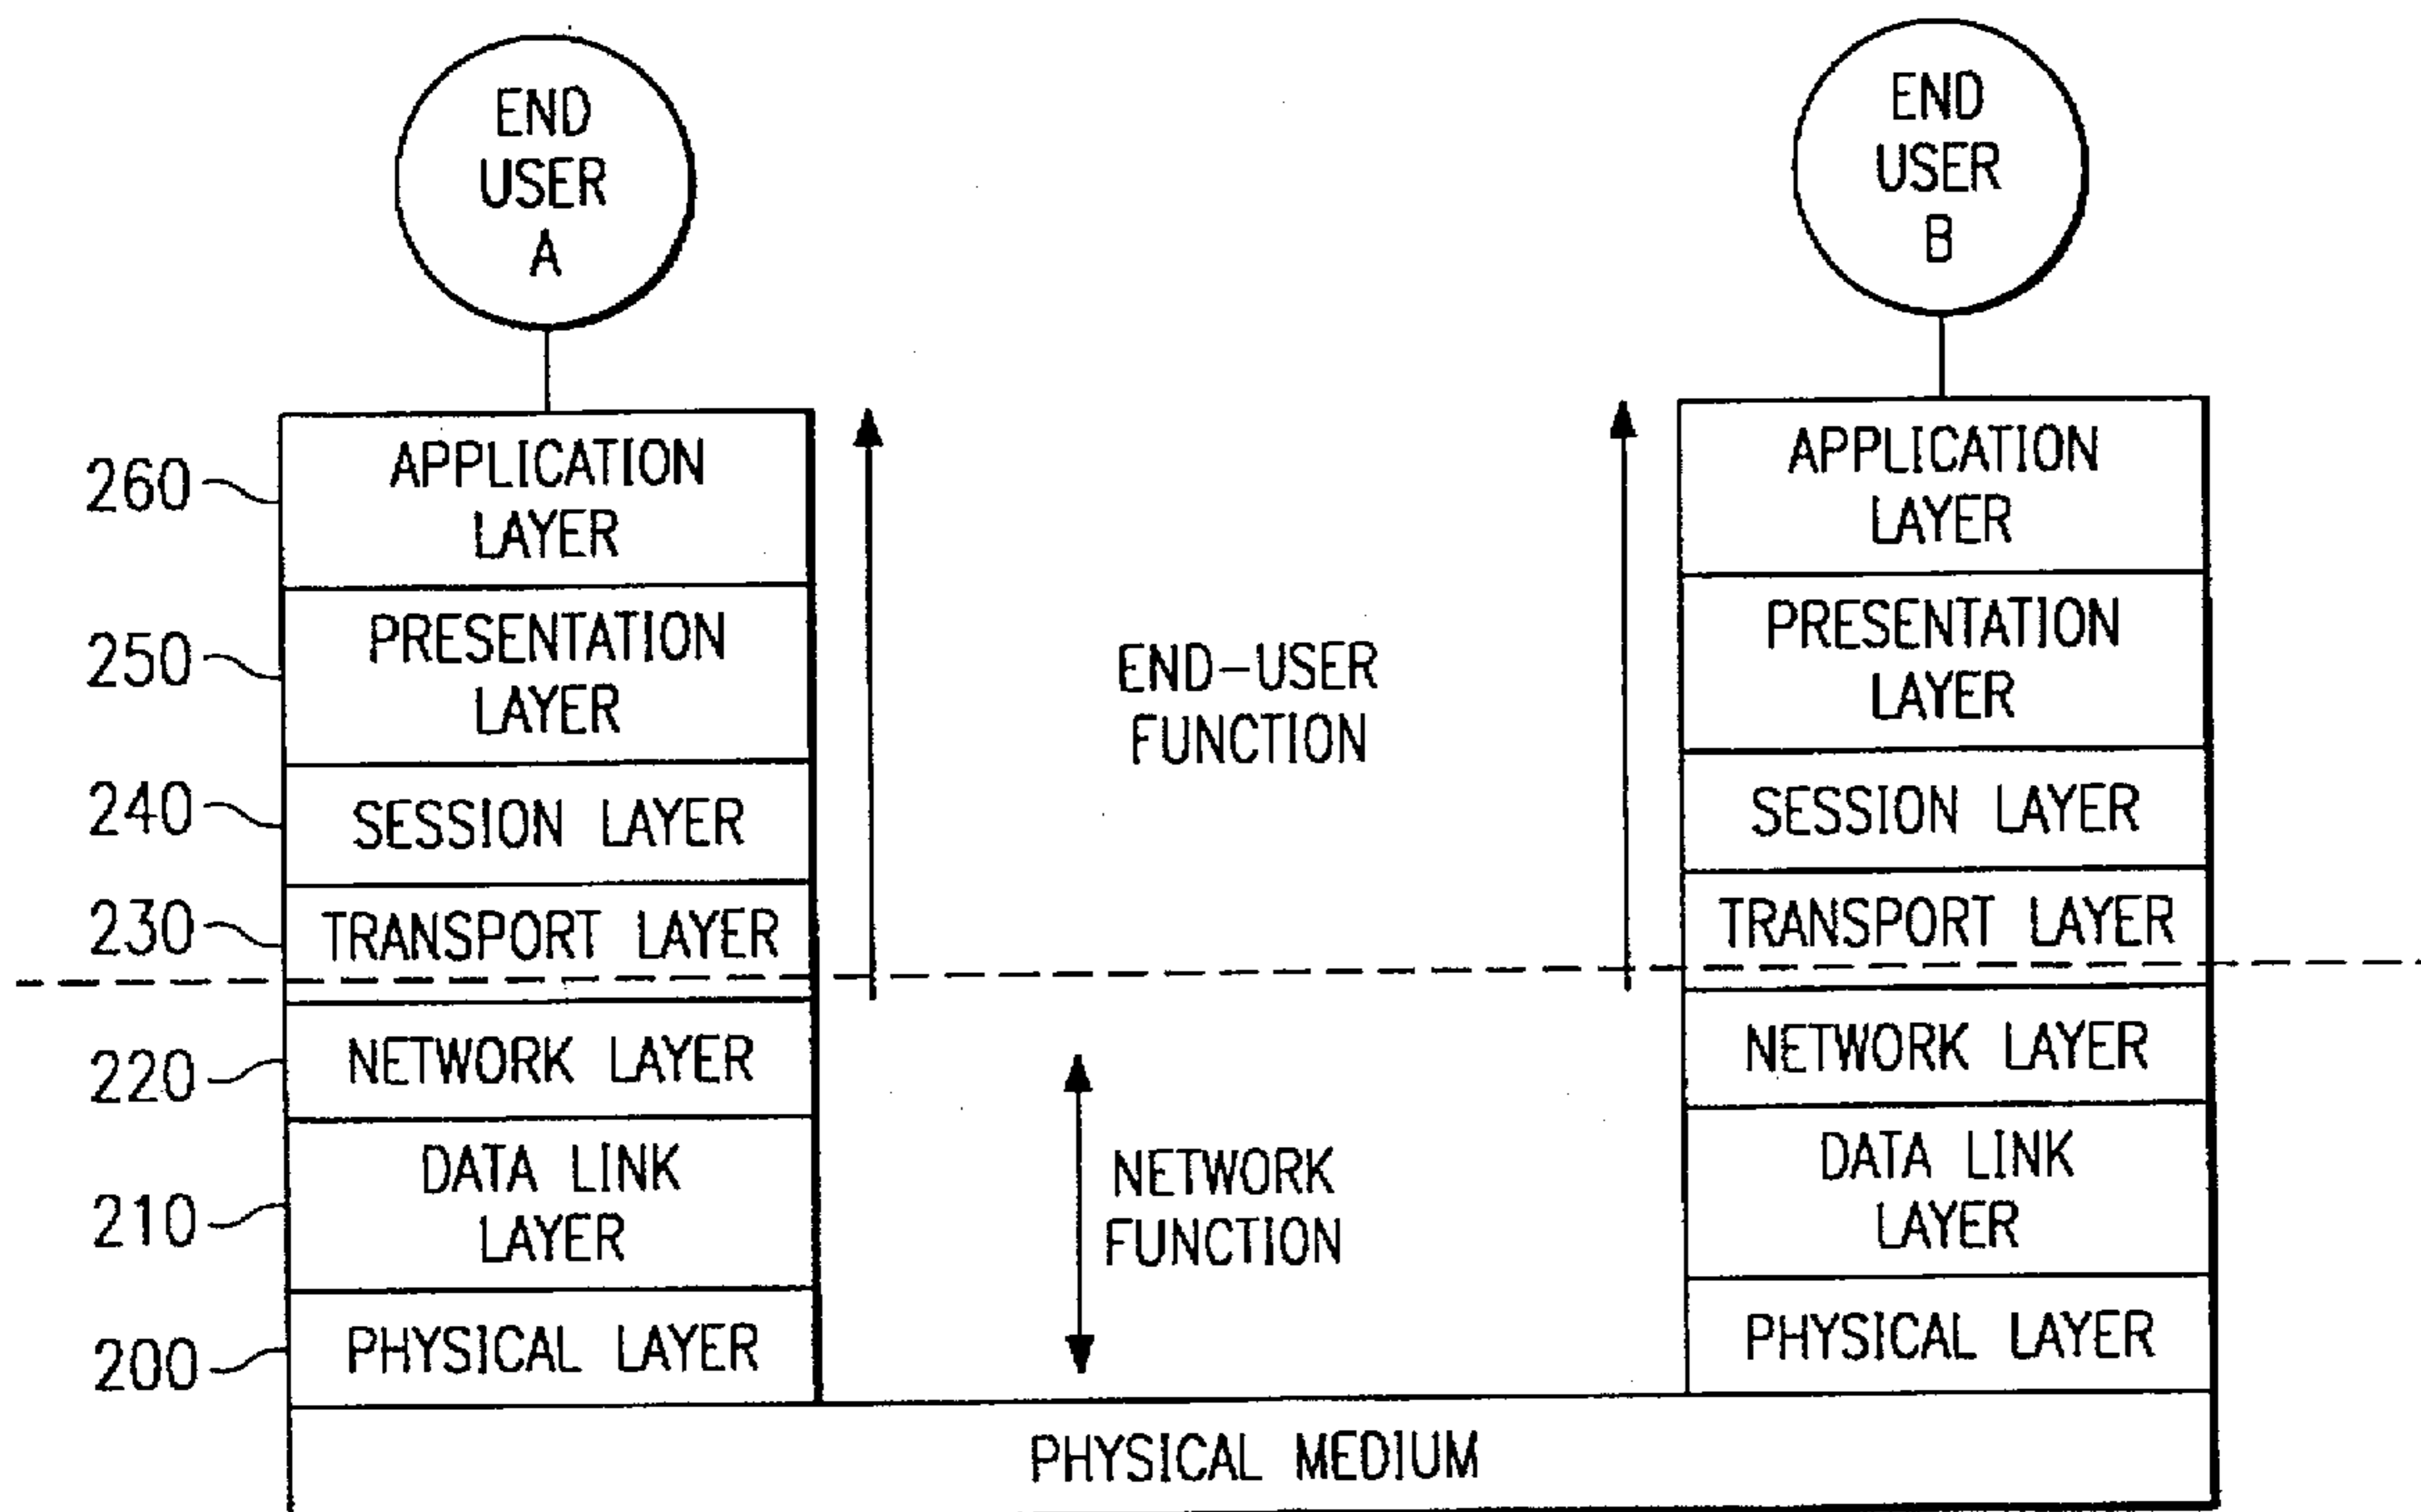 END
USER
A
END
USER
B
260
APPLICATION
LAYER
250
PRESENTATION
LAYER
240
SESSION LAYER
230
TRANSPORT LAYER
220
NETWORK LAYER
210
DATA LINK
LAYER
200
PHYSICAL LAYER
END-USER
FUNCTION
NETWORK
FUNCTION
APPLICATION
LAYER
PRESENTATION
LAYER
SESSION LAYER
TRANSPORT LAYER
NETWORK LAYER
DATA LINK
LAYER
PHYSICAL LAYER
PHYSICAL MEDIUM